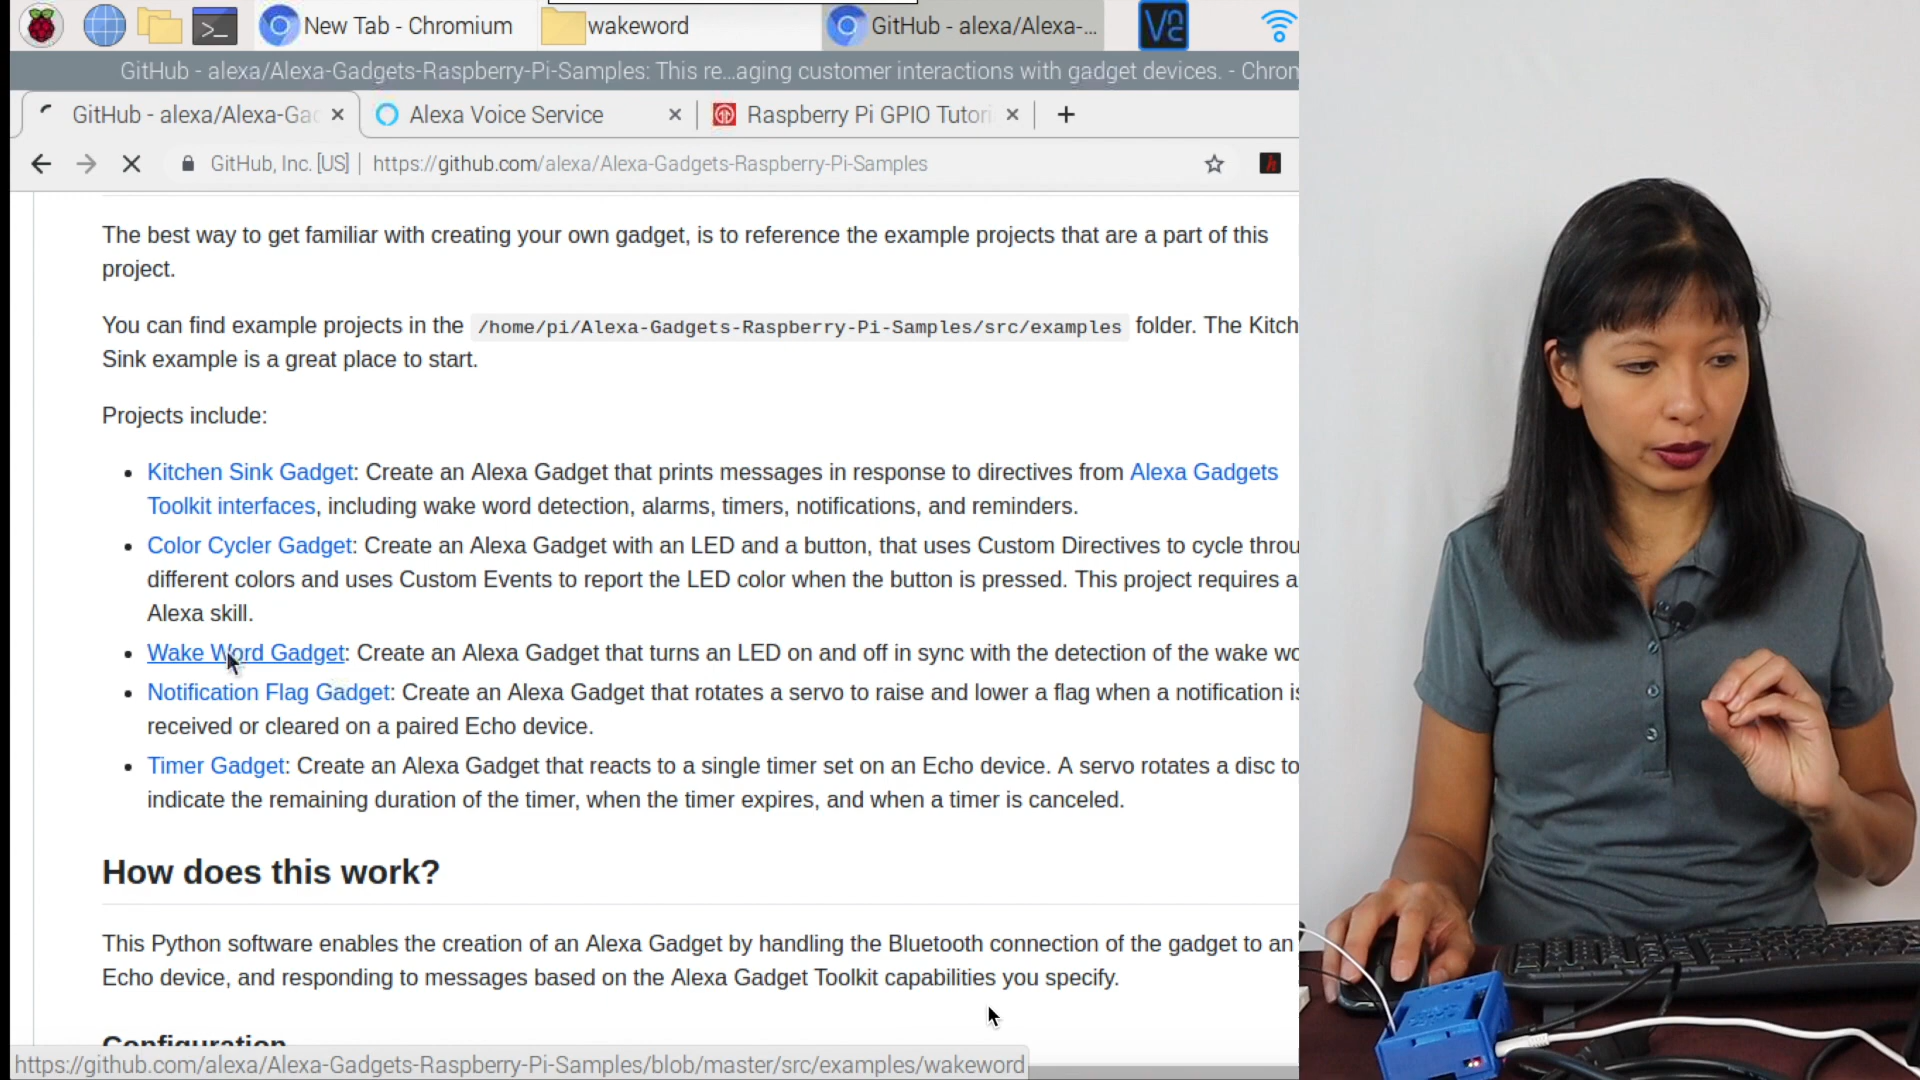 New Tab - Chromium
wakeword
GitHub - alexa/Alexa-...
GitHub - alexa/Alexa-Gadgets-Raspberry-Pi-Samples: This re...aging customer interactions with gadget devices. - Chron
GitHub - alexa/Alexa-Gad
Alexa Voice Service
Raspberry Pi GPIO Tutori
GitHub, Inc. [US] | https://github.com/alexa/Alexa-Gadgets-Raspberry-Pi-Samples
The best way to get familiar with creating your own gadget, is to reference the example projects that are a part of this
project.
You can find example projects in the /home/pi/Alexa-Gadgets-Raspberry-Pi-Samples/src/examples folder. The Kitch
Sink example is a great place to start.
Projects include:
• Kitchen Sink Gadget: Create an Alexa Gadget that prints messages in response to directives from Alexa Gadgets
Toolkit interfaces, including wake word detection, alarms, timers, notifications, and reminders.
• Color Cycler Gadget: Create an Alexa Gadget with an LED and a button, that uses Custom Directives to cycle throu
different colors and uses Custom Events to report the LED color when the button is pressed. This project requires a
Alexa skill.
• Wake Word Gadget: Create an Alexa Gadget that turns an LED on and off in sync with the detection of the wake wo
• Notification Flag Gadget: Create an Alexa Gadget that rotates a servo to raise and lower a flag when a notification is
received or cleared on a paired Echo device.
• Timer Gadget: Create an Alexa Gadget that reacts to a single timer set on an Echo device. A servo rotates a disc to
indicate the remaining duration of the timer, when the timer expires, and when a timer is canceled.
How does this work?
This Python software enables the creation of an Alexa Gadget by handling the Bluetooth connection of the gadget to an
Echo device, and responding to messages based on the Alexa Gadget Toolkit capabilities you specify.
Configuration
https://github.com/alexa/Alexa-Gadgets-Raspberry-Pi-Samples/blob/master/src/examples/wakeword